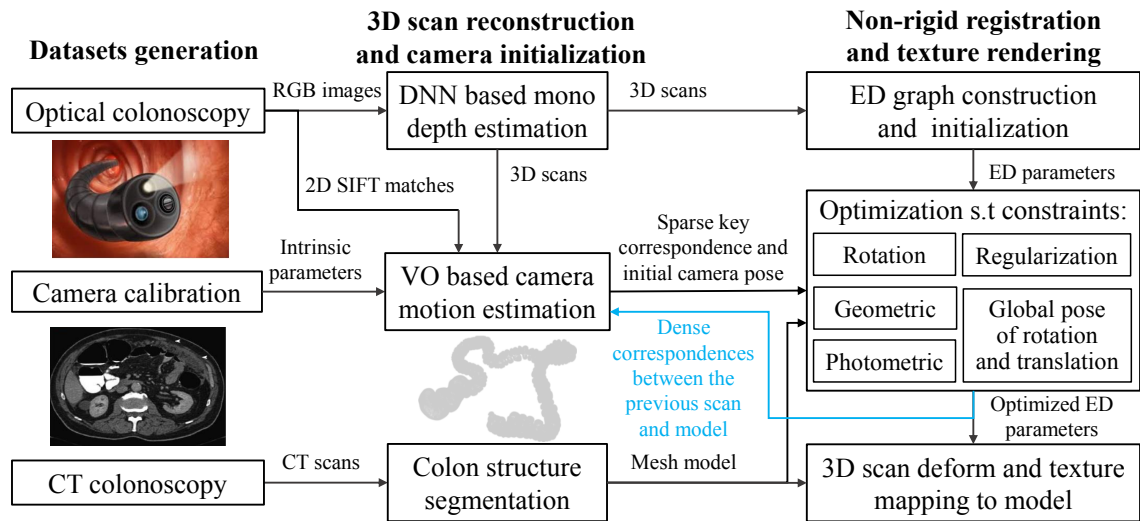 Datasets generation
3D scan reconstruction
and camera initialization
Non-rigid registration
and texture rendering
Optical colonoscopy
RGB images
DNN based mono
depth estimation
3D scans
ED graph construction
and initialization
2D SIFT matches
3D scans
ED parameters
Optimization s.t constraints:
Rotation
Regularization
Geometric
Global pose
of rotation
and translation
Photometric
Camera calibration
Intrinsic
parameters
VO based camera
motion estimation
Sparse key
correspondence and
initial camera pose
Dense
correspondences
between the
previous scan
and model
Optimized ED
parameters
CT colonoscopy
CT scans
Colon structure
segmentation
Mesh model
3D scan deform and texture
mapping to model